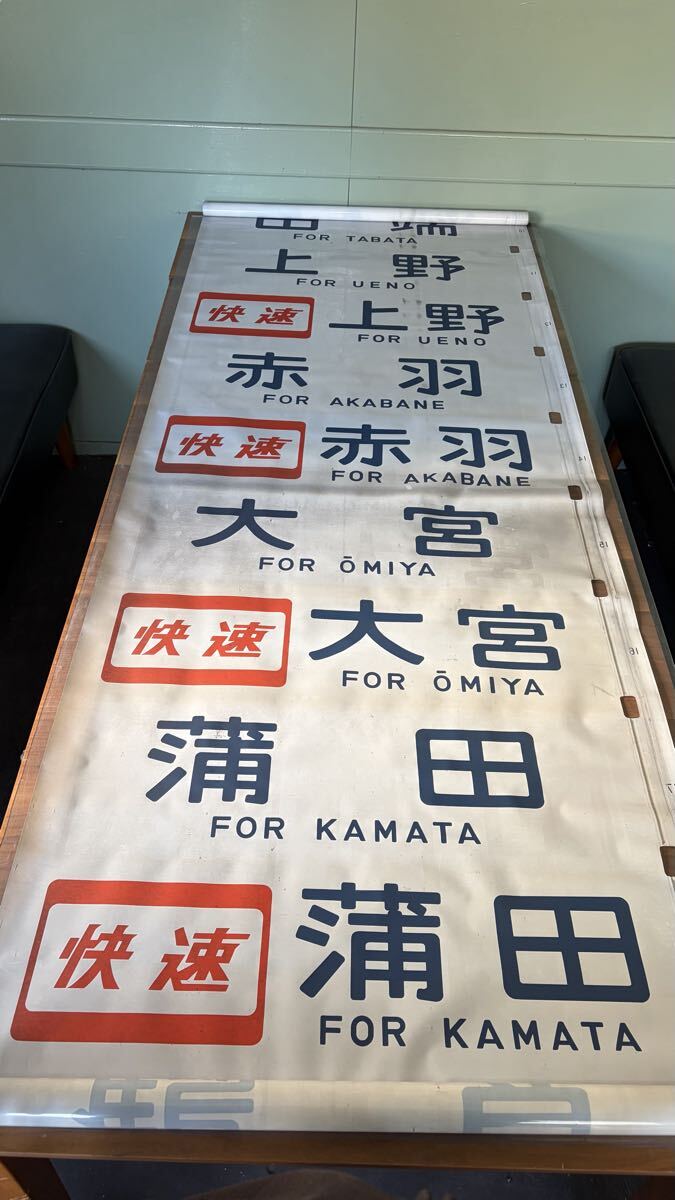 田端
FOR TABATA
上野
FOR UENO
快速 上野
FOR UENO
赤羽
FOR AKABANE
快速 赤羽
FOR AKABANE
大宮
FOR ŌMIYA
快速 大宮
FOR ŌMIYA
蒲田
FOR KAMATA
快速 蒲田
FOR KAMATA